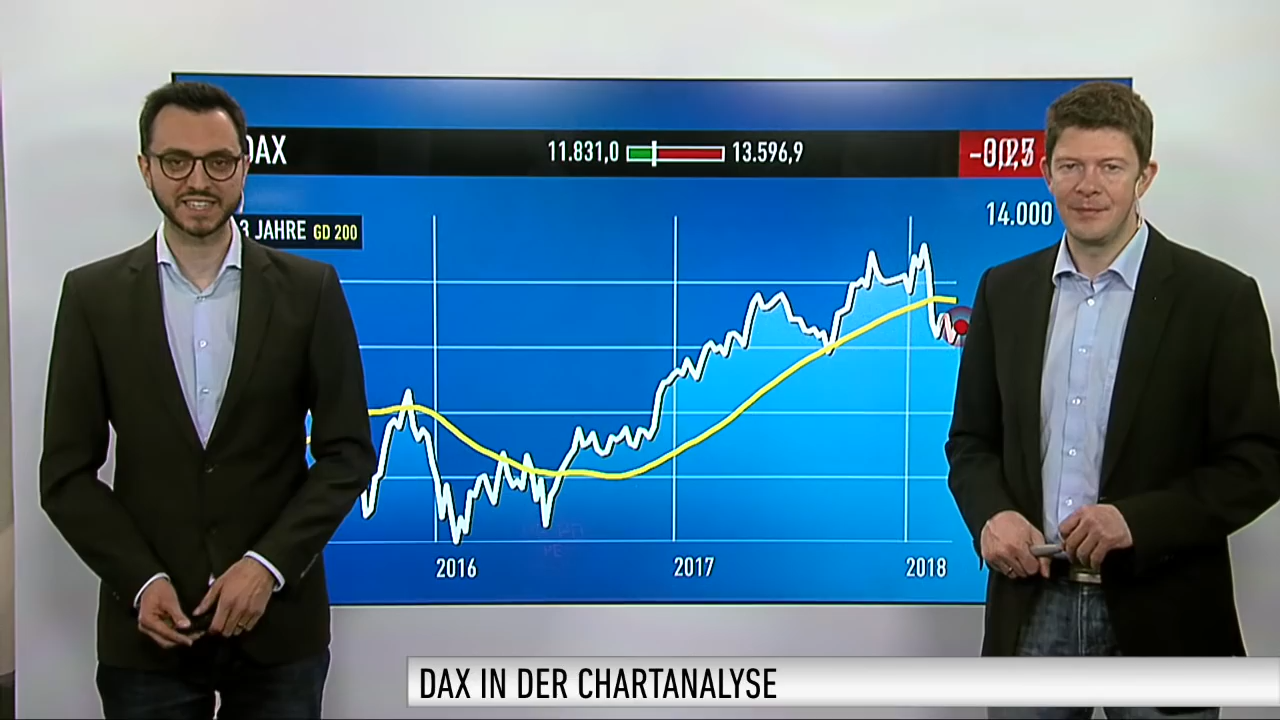 DAX
11.831,0 13.596,9
14.000
3 JAHRE GD 200
2016 2017 2018
DAX IN DER CHARTANALYSE